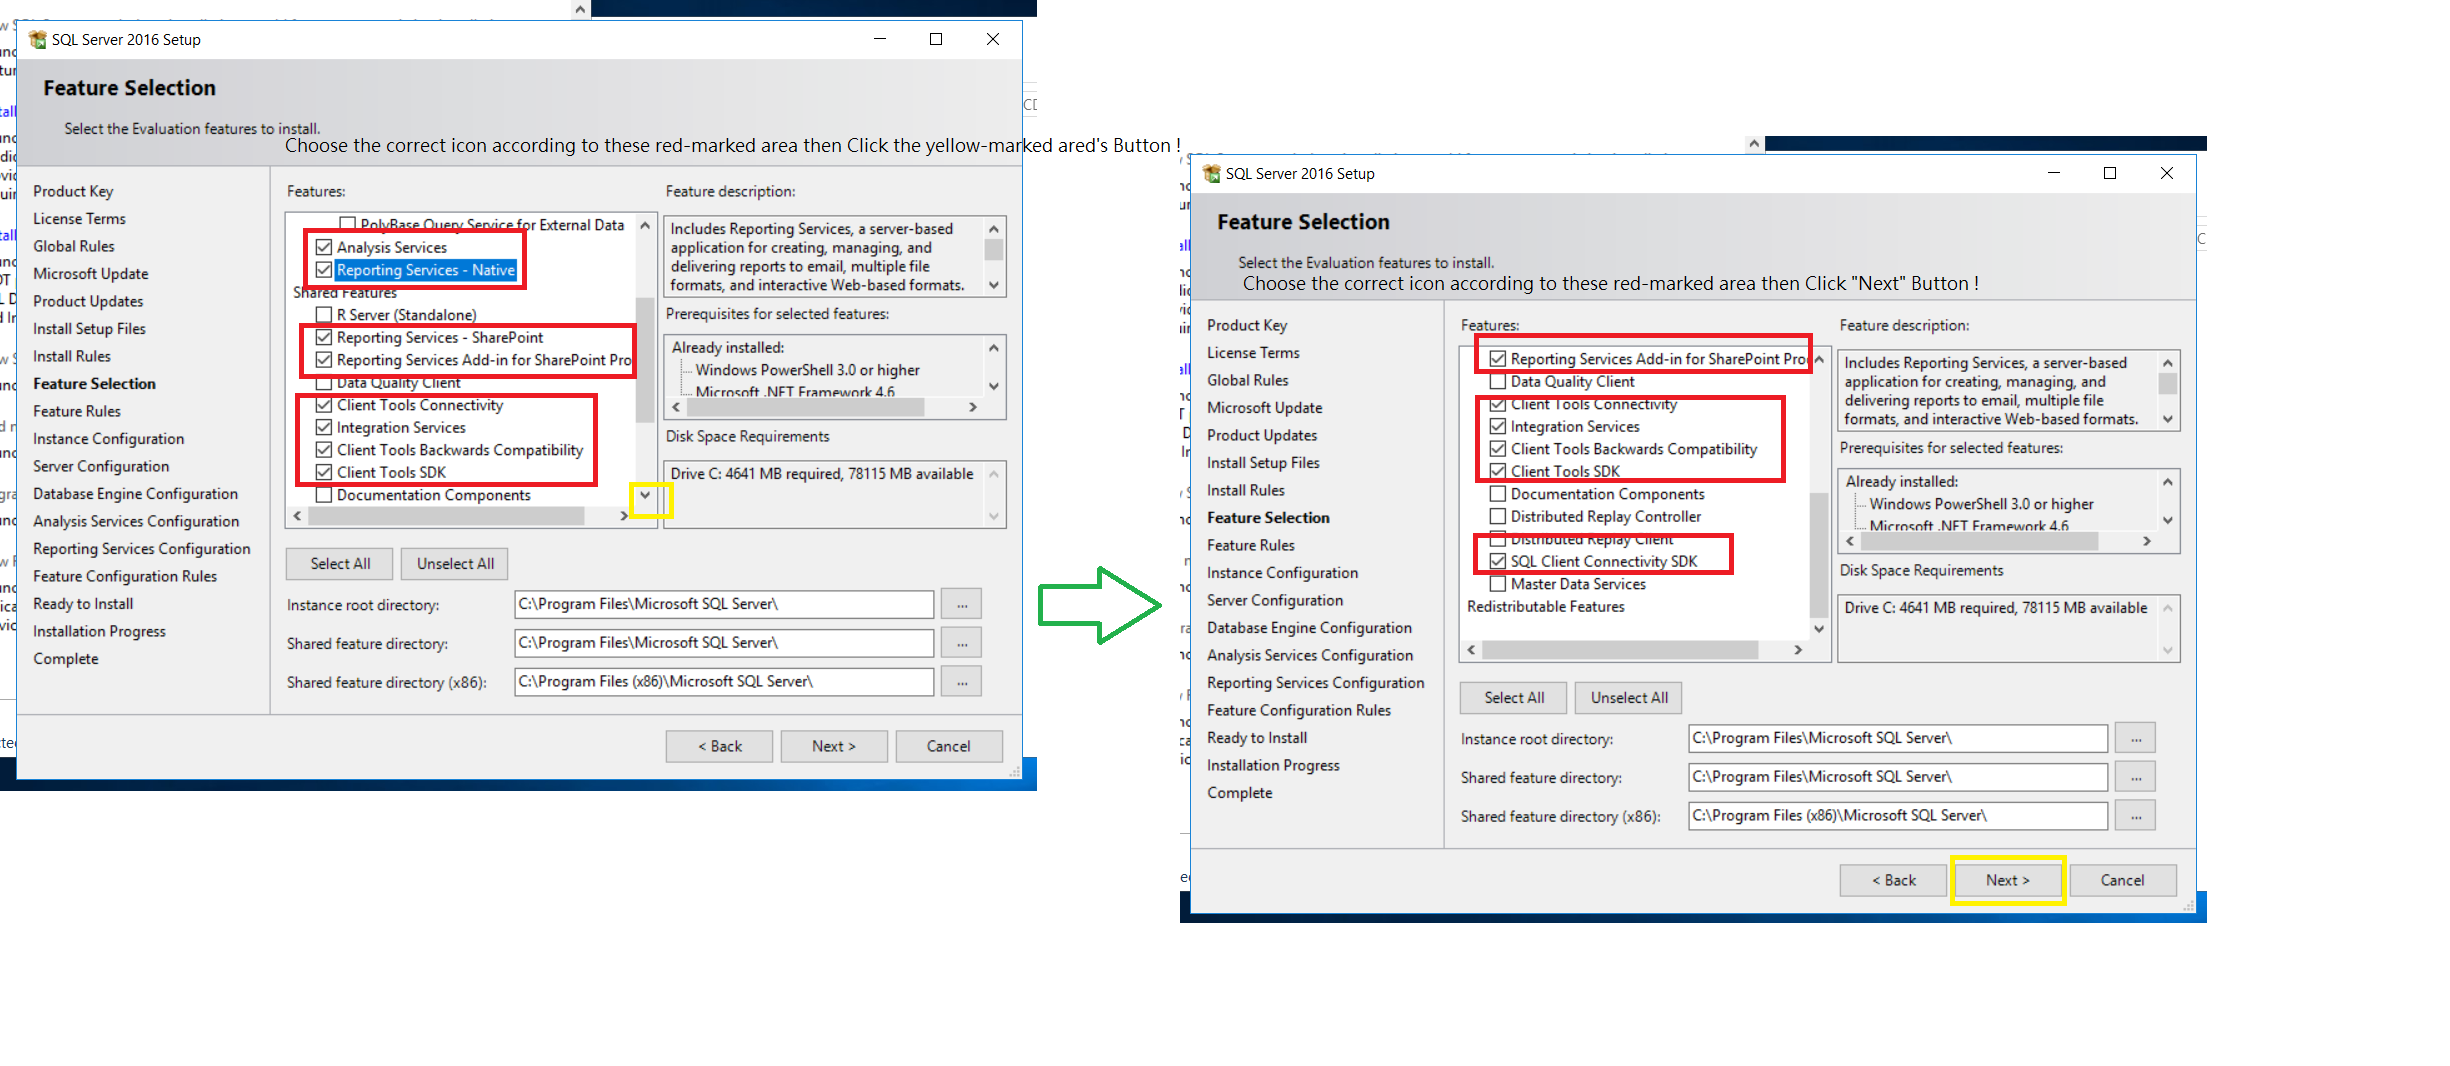 SQL Server 2016 Setup
Feature Selection
Select the Evaluation features to install.
Choose the correct icon according to these red-marked area then Click the yellow-marked ared's Button !
Product Key
License Terms
Global Rules
Microsoft Update
Product Updates
Install Setup Files
Install Rules
Feature Selection
Feature Rules
Instance Configuration
Server Configuration
Database Engine Configuration
Analysis Services Configuration
Reporting Services Configuration
Feature Configuration Rules
Ready to Install
Installation Progress
Complete
Features:
PolyBase Query Service for External Data
Analysis Services
Reporting Services - Native
Shared Features
R Server (Standalone)
Reporting Services - SharePoint
Reporting Services Add-in for SharePoint Pro
Data Quality Client
Client Tools Connectivity
Integration Services
Client Tools Backwards Compatibility
Client Tools SDK
Documentation Components
Feature description:
Includes Reporting Services, a server-based
application for creating, managing, and
delivering reports to email, multiple file
formats, and interactive Web-based formats.
Prerequisites for selected features:
Already installed:
Windows PowerShell 3.0 or higher
Microsoft .NET Framework 4.6
Disk Space Requirements
Drive C: 4641 MB required, 78115 MB available
Select All
Unselect All
Instance root directory:
C:\Program Files\Microsoft SQL Server\
...
Shared feature directory:
C:\Program Files\Microsoft SQL Server\
...
Shared feature directory (x86):
C:\Program Files (x86)\Microsoft SQL Server\
...
< Back
Next >
Cancel
SQL Server 2016 Setup
Feature Selection
Select the Evaluation features to install.
Choose the correct icon according to these red-marked area then Click "Next" Button !
Product Key
License Terms
Global Rules
Microsoft Update
Product Updates
Install Setup Files
Install Rules
Feature Selection
Feature Rules
Instance Configuration
Server Configuration
Database Engine Configuration
Analysis Services Configuration
Reporting Services Configuration
Feature Configuration Rules
Ready to Install
Installation Progress
Complete
Features:
Reporting Services Add-in for SharePoint Pro
Data Quality Client
Client Tools Connectivity
Integration Services
Client Tools Backwards Compatibility
Client Tools SDK
Documentation Components
Distributed Replay Controller
Distributed Replay Client
SQL Client Connectivity SDK
Master Data Services
Redistributable Features
Feature description:
Includes Reporting Services, a server-based
application for creating, managing, and
delivering reports to email, multiple file
formats, and interactive Web-based formats.
Prerequisites for selected features:
Already installed:
Windows PowerShell 3.0 or higher
Microsoft .NET Framework 4.6
Disk Space Requirements
Drive C: 4641 MB required, 78115 MB available
Select All
Unselect All
Instance root directory:
C:\Program Files\Microsoft SQL Server\
...
Shared feature directory:
C:\Program Files\Microsoft SQL Server\
...
Shared feature directory (x86):
C:\Program Files (x86)\Microsoft SQL Server\
...
< Back
Next >
Cancel